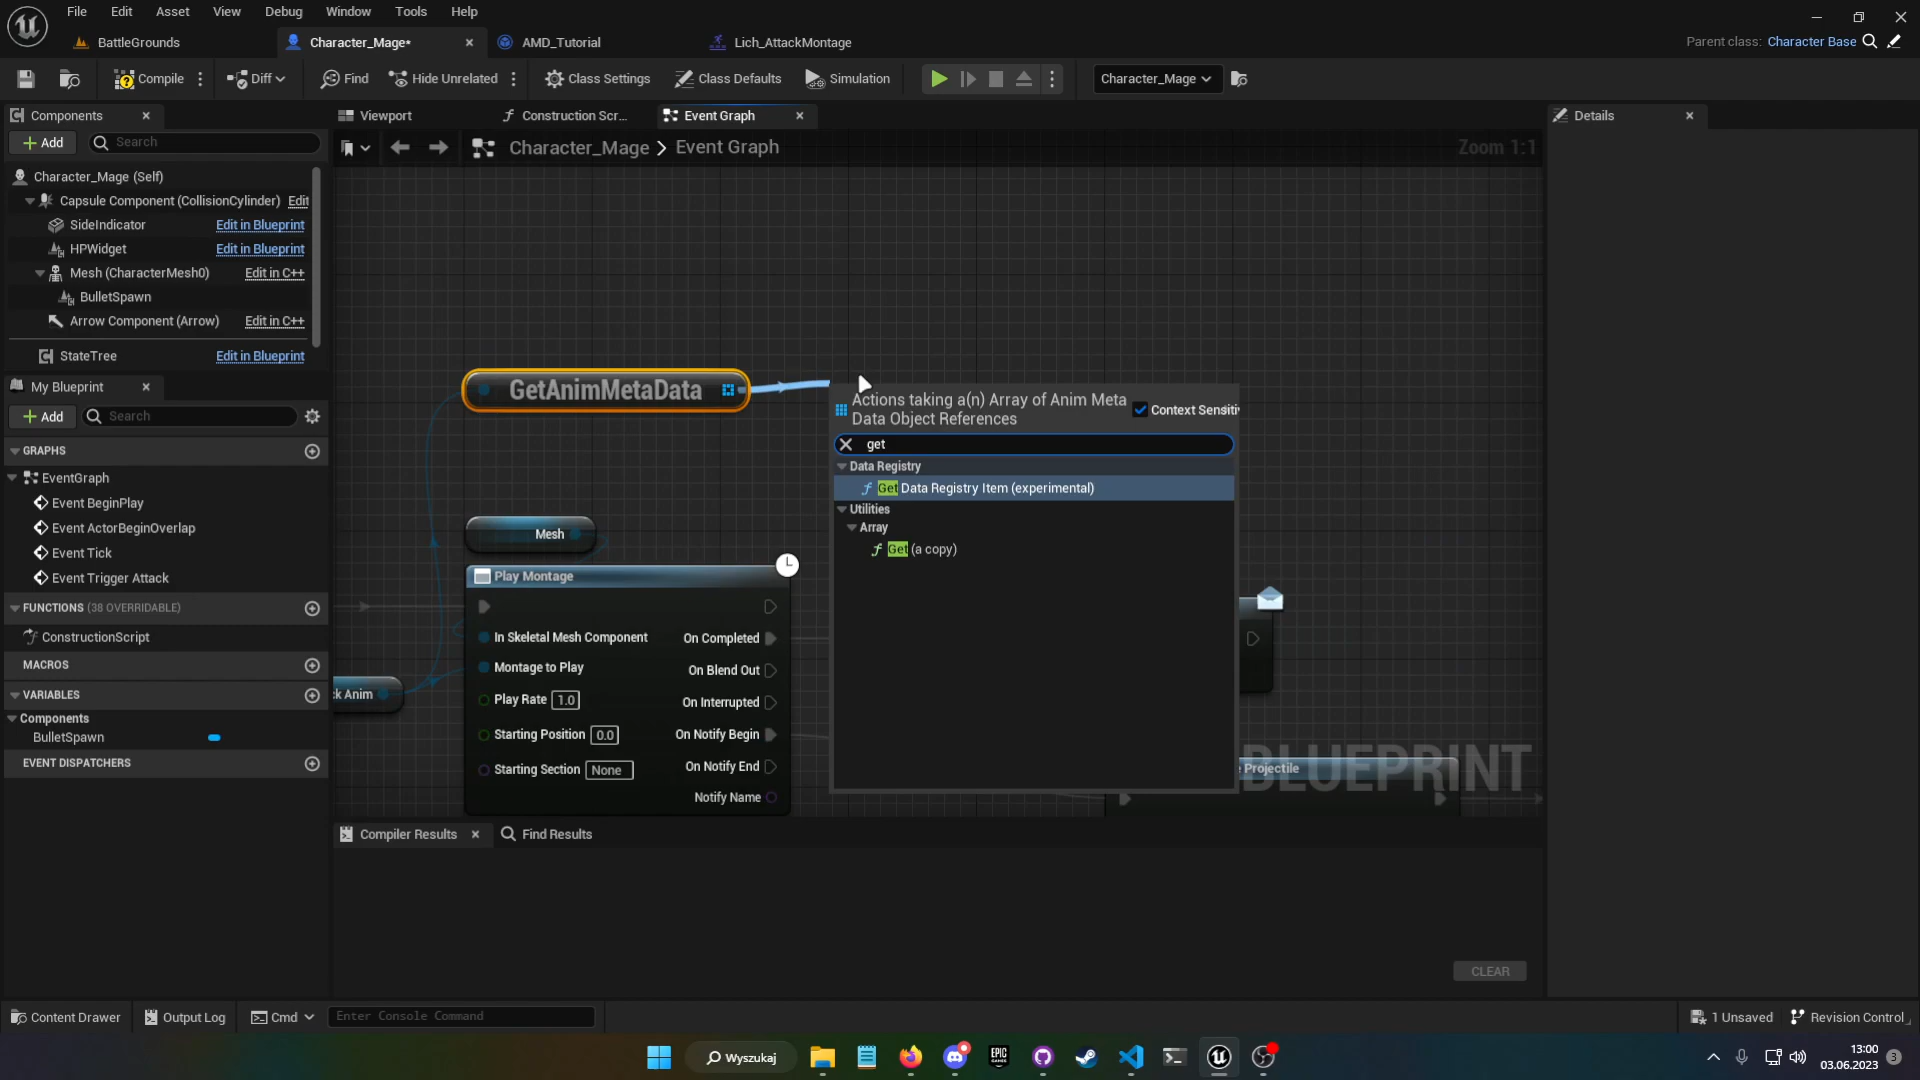 File Edit Asset View Debug Window Tools Help
BattleGrounds Character_Mage* AMD_Tutorial Lich_AttackMontage
Parent class: Character Base
Compile Diff Find Hide Unrelated Class Settings Class Defaults Simulation Character_Mage
Components
Add Search
Character_Mage (Self)
Capsule Component (CollisionCylinder) Edit
SideIndicator Edit in Blueprint
HPWidget Edit in Blueprint
Mesh (CharacterMesh0) Edit in C++
BulletSpawn
Arrow Component (Arrow) Edit in C++
StateTree Edit in Blueprint
My Blueprint
Add Search
GRAPHS
EventGraph
Event BeginPlay
Event ActorBeginOverlap
Event Tick
Event Trigger Attack
FUNCTIONS (38 OVERRIDABLE)
ConstructionScript
MACROS
VARIABLES
Components
BulletSpawn
EVENT DISPATCHERS
Viewport Construction Scr... Event Graph
Character_Mage > Event Graph
Zoom 1:1
GetAnimMetaData
Mesh
Play Montage
In Skeletal Mesh Component On Completed
Montage to Play On Blend Out
Play Rate 1.0 On Interrupted
Starting Position 0.0 On Notify Begin
Starting Section None On Notify End
Notify Name
ck Anim
Actions taking a(n) Array of Anim Meta
Data Object References
Context Sensitiv
get
Data Registry
Get Data Registry Item (experimental)
Utilities
Array
Get (a copy)
e Projectile
BLUEPRINT
Details
Compiler Results Find Results
CLEAR
Content Drawer Output Log Cmd Enter Console Command
1 Unsaved Revision Control
Wyszukaj
EPIC
GAMES
13:00
03.06.2023
3